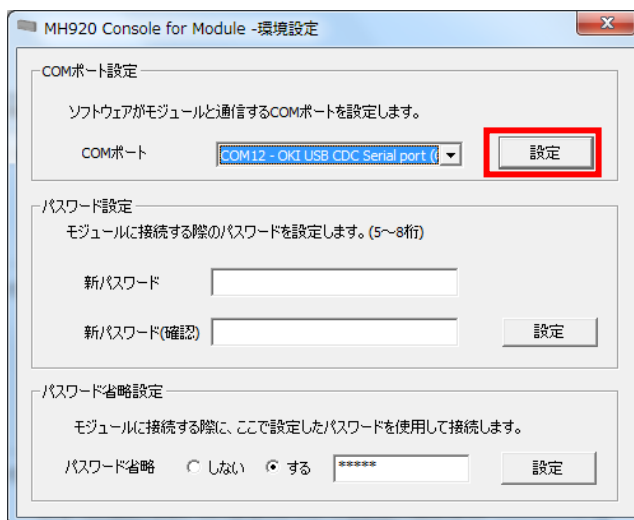 MH920 Console for Module -環境設定
COMポート設定
ソフトウェアがモジュールと通信するCOMポートを設定します。
COMポート COM12 - OKI USB CDC Serial port ( 設定
パスワード設定
モジュールに接続する際のパスワードを設定します。(5～8桁)
新パスワード
新パスワード(確認) 設定
パスワード省略設定
モジュールに接続する際に、ここで設定したパスワードを使用して接続します。
パスワード省略 しない する ***** 設定